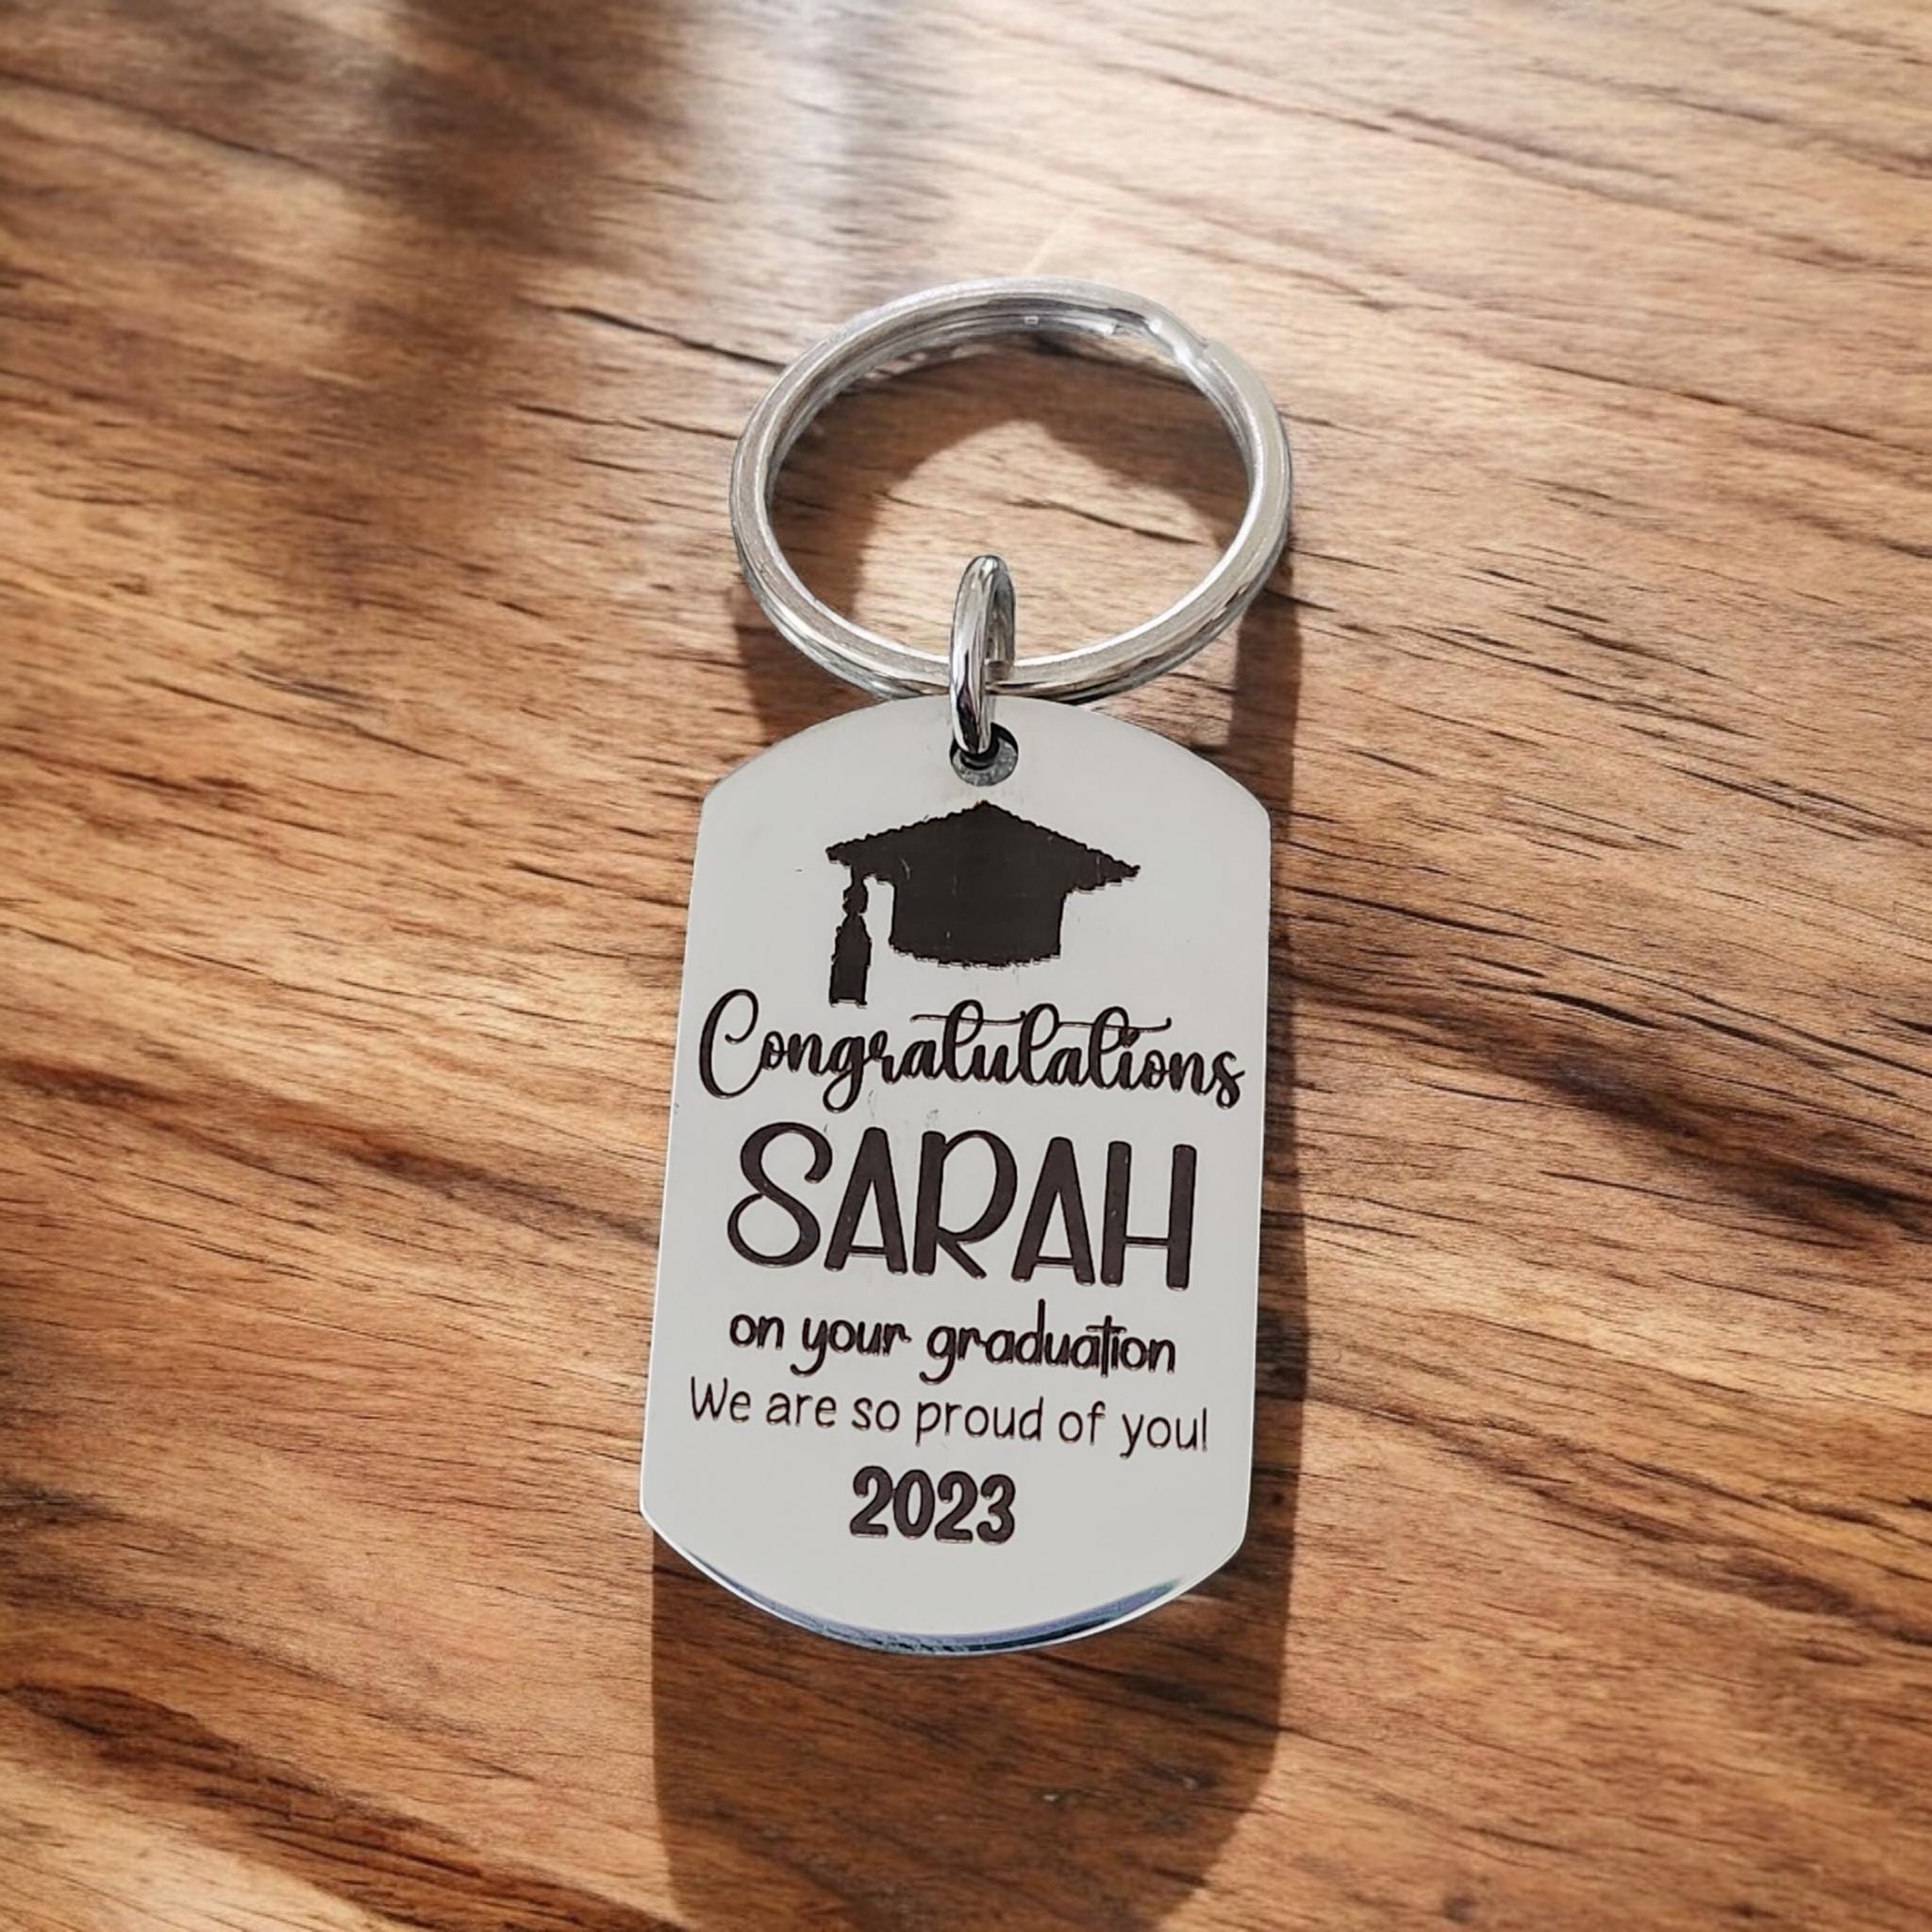 Congratulations
SARAH
on your graduation
We are so proud of you!
2023